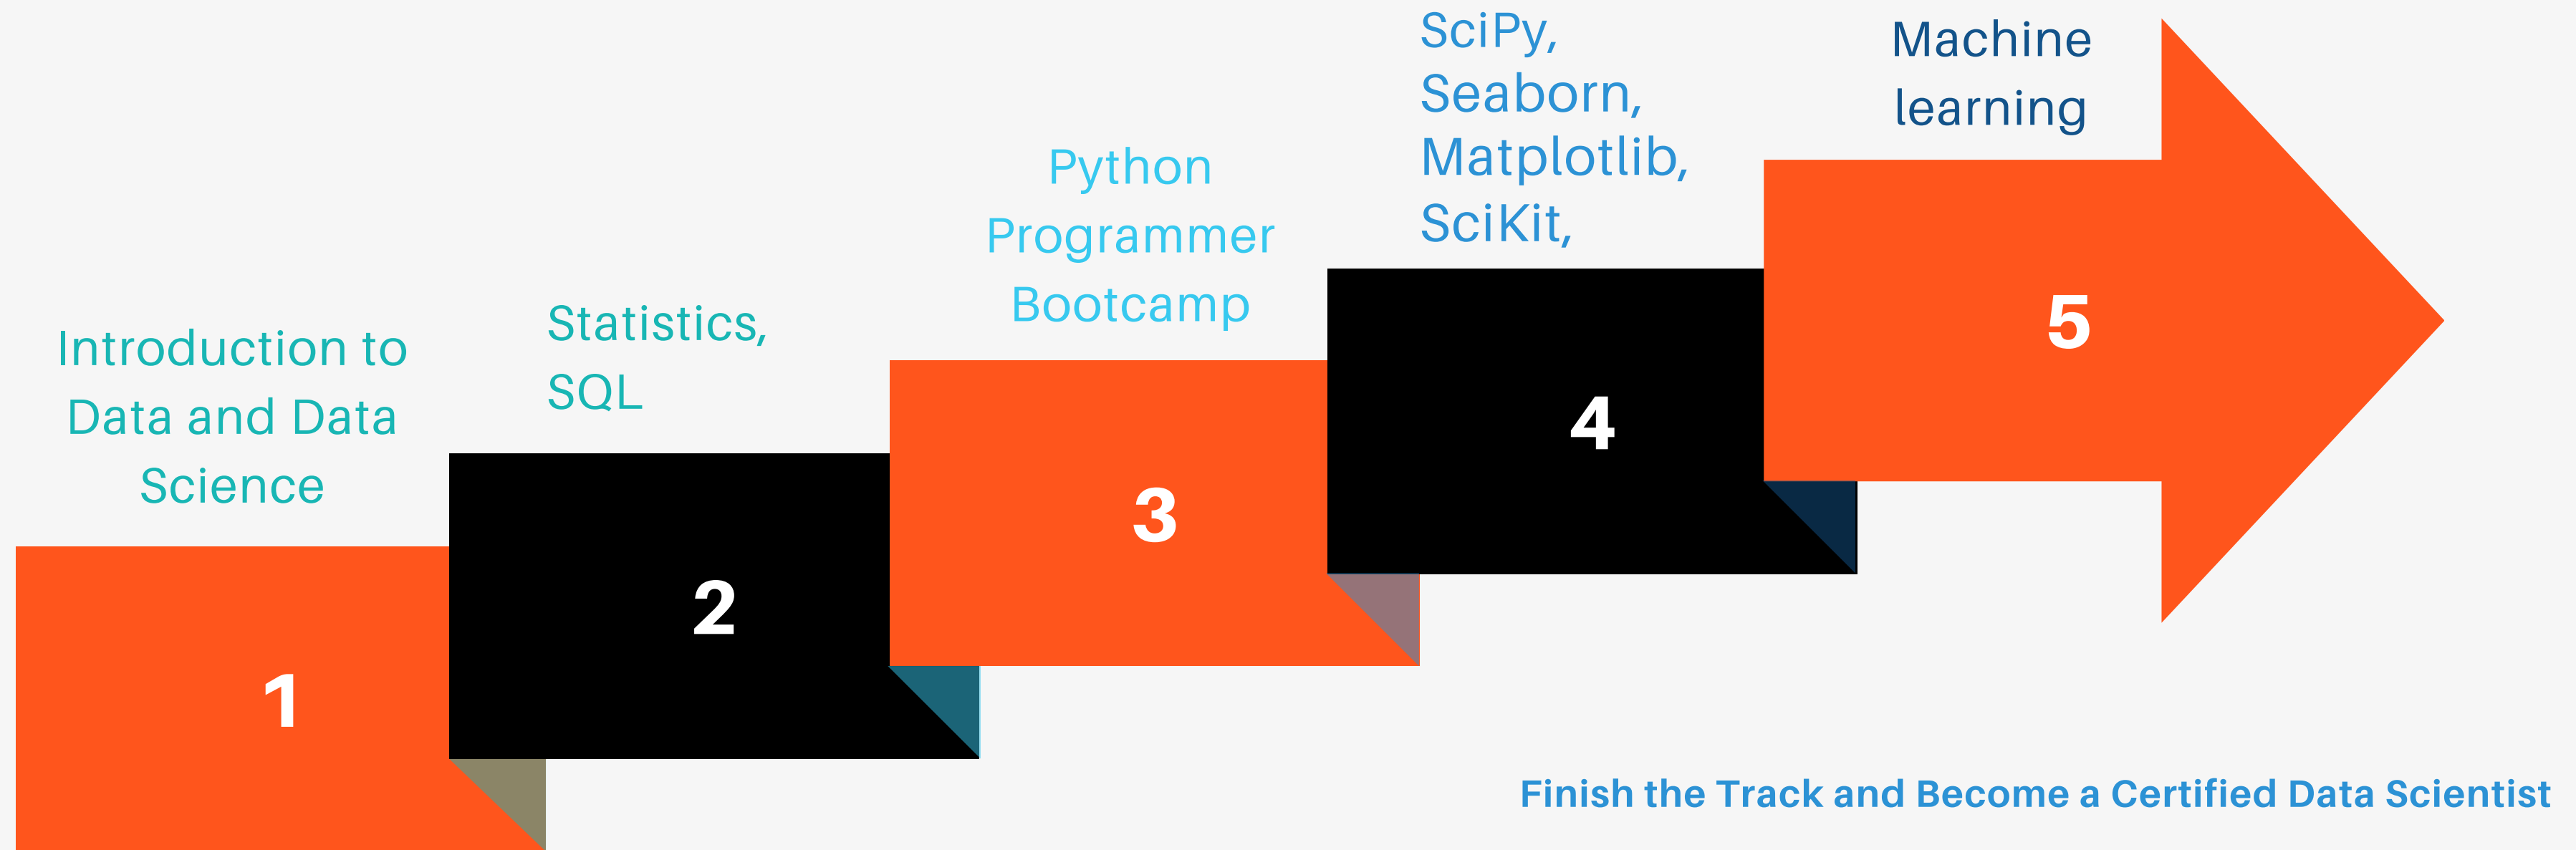 Introduction to
Data and Data
Science
1
Statistics,
SQL
2
Python
Programmer
Bootcamp
3
SciPy,
Seaborn,
Matplotlib,
SciKit,
4
Machine
learning
5
Finish the Track and Become a Certified Data Scientist